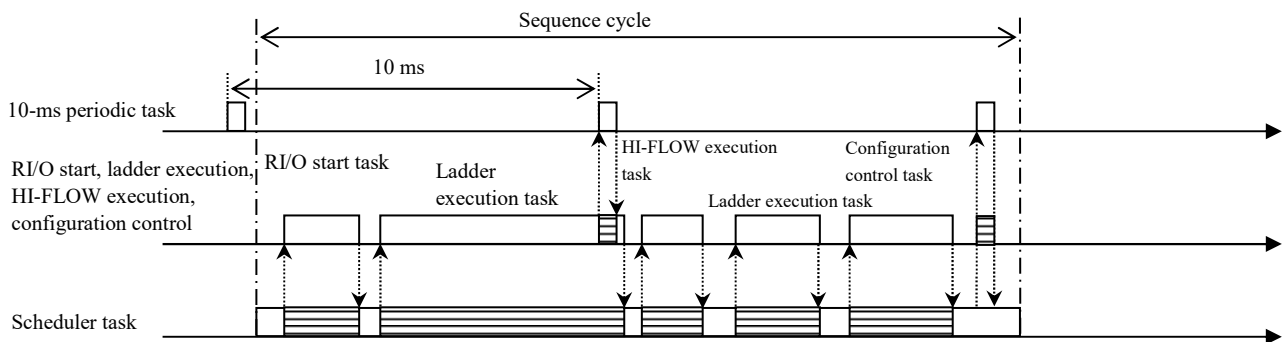 Sequence cycle
10 ms
10-ms periodic task
RI/O start, ladder execution,
HI-FLOW execution,
configuration control
RI/O start task
Ladder
execution task
HI-FLOW execution
task
Ladder execution task
Configuration
control task
Scheduler task